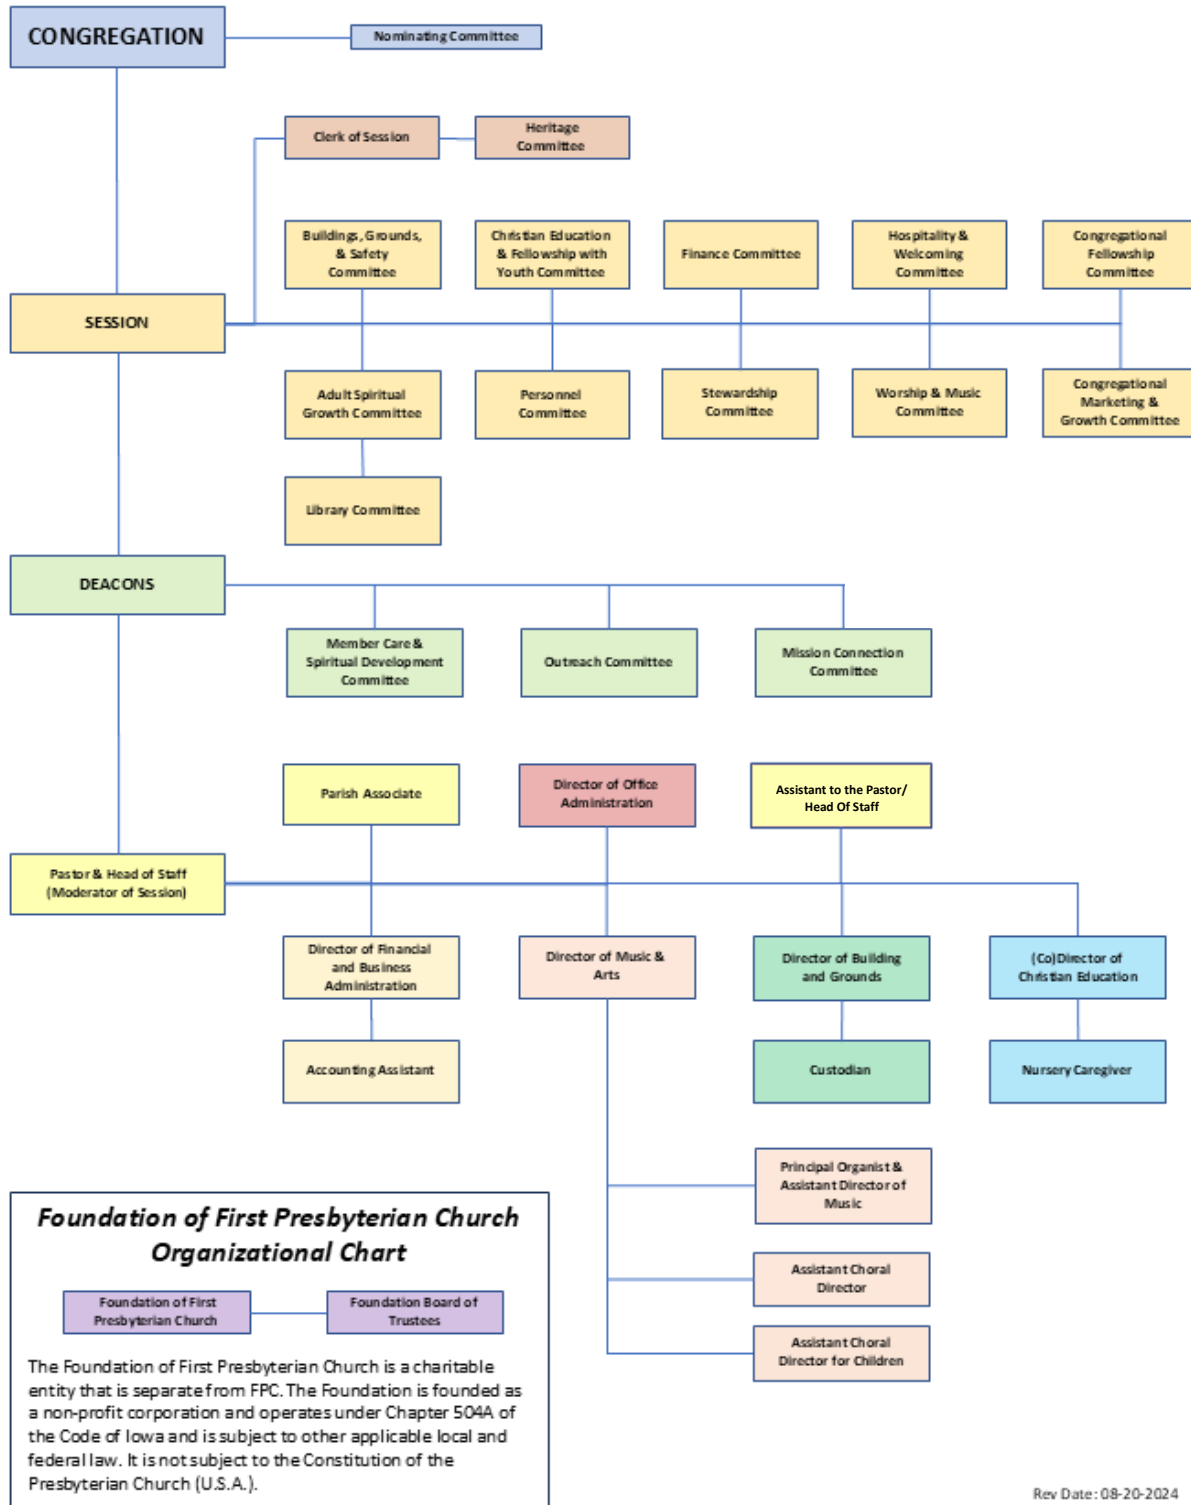 CONGREGATION
Nominating Committee
Clerk of Session
Heritage
Committee
Buildings, Grounds,
& Safety
Committee
Christian Education
& Fellowship with
Youth Committee
Finance Committee
Hospitality &
Welcoming
Committee
Congregational
Fellowship
Committee
SESSION
Adult Spiritual
Growth Committee
Personnel
Committee
Stewardship
Committee
Worship & Music
Committee
Congregational
Marketing &
Growth Committee
Library Committee
DEACONS
Member Care &
Spiritual Development
Committee
Outreach Committee
Mission Connection
Committee
Parish Associate
Director of Office
Administration
Assistant to the Pastor/
Head Of Staff
Pastor & Head of Staff
(Moderator of Session)
Director of Financial
and Business
Administration
Director of Music &
Arts
Director of Building
and Grounds
(Co)Director of
Christian Education
Accounting Assistant
Custodian
Nursery Caregiver
Principal Organist &
Assistant Director of
Music
Assistant Choral
Director
Assistant Choral
Director for Children
Foundation of First Presbyterian Church
Organizational Chart
Foundation of First
Presbyterian Church
Foundation Board of
Trustees
The Foundation of First Presbyterian Church is a charitable
entity that is separate from FPC. The Foundation is founded as
a non-profit corporation and operates under Chapter 504A of
the Code of Iowa and is subject to other applicable local and
federal law. It is not subject to the Constitution of the
Presbyterian Church (U.S.A.).
Rev Date: 08-20-2024